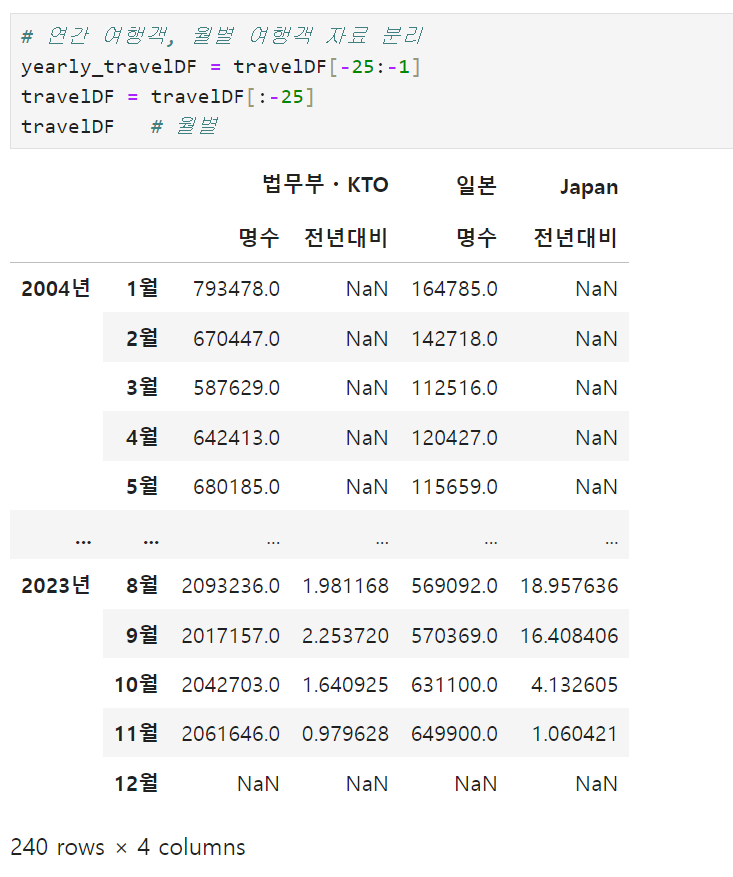 # 연간 여행객, 월별 여행객 자료 분리
yearly_travelDF = travelDF[-25:-1]
travelDF = travelDF[:-25]
travelDF   # 월별
법무부・KTO 일본 Japan
명수 전년대비 명수 전년대비
2004년 1월 793478.0 NaN 164785.0 NaN
2월 670447.0 NaN 142718.0 NaN
3월 587629.0 NaN 112516.0 NaN
4월 642413.0 NaN 120427.0 NaN
5월 680185.0 NaN 115659.0 NaN
... ... ... ... ... ...
2023년 8월 2093236.0 1.981168 569092.0 18.957636
9월 2017157.0 2.253720 570369.0 16.408406
10월 2042703.0 1.640925 631100.0 4.132605
11월 2061646.0 0.979628 649900.0 1.060421
12월 NaN NaN NaN NaN
240 rows × 4 columns